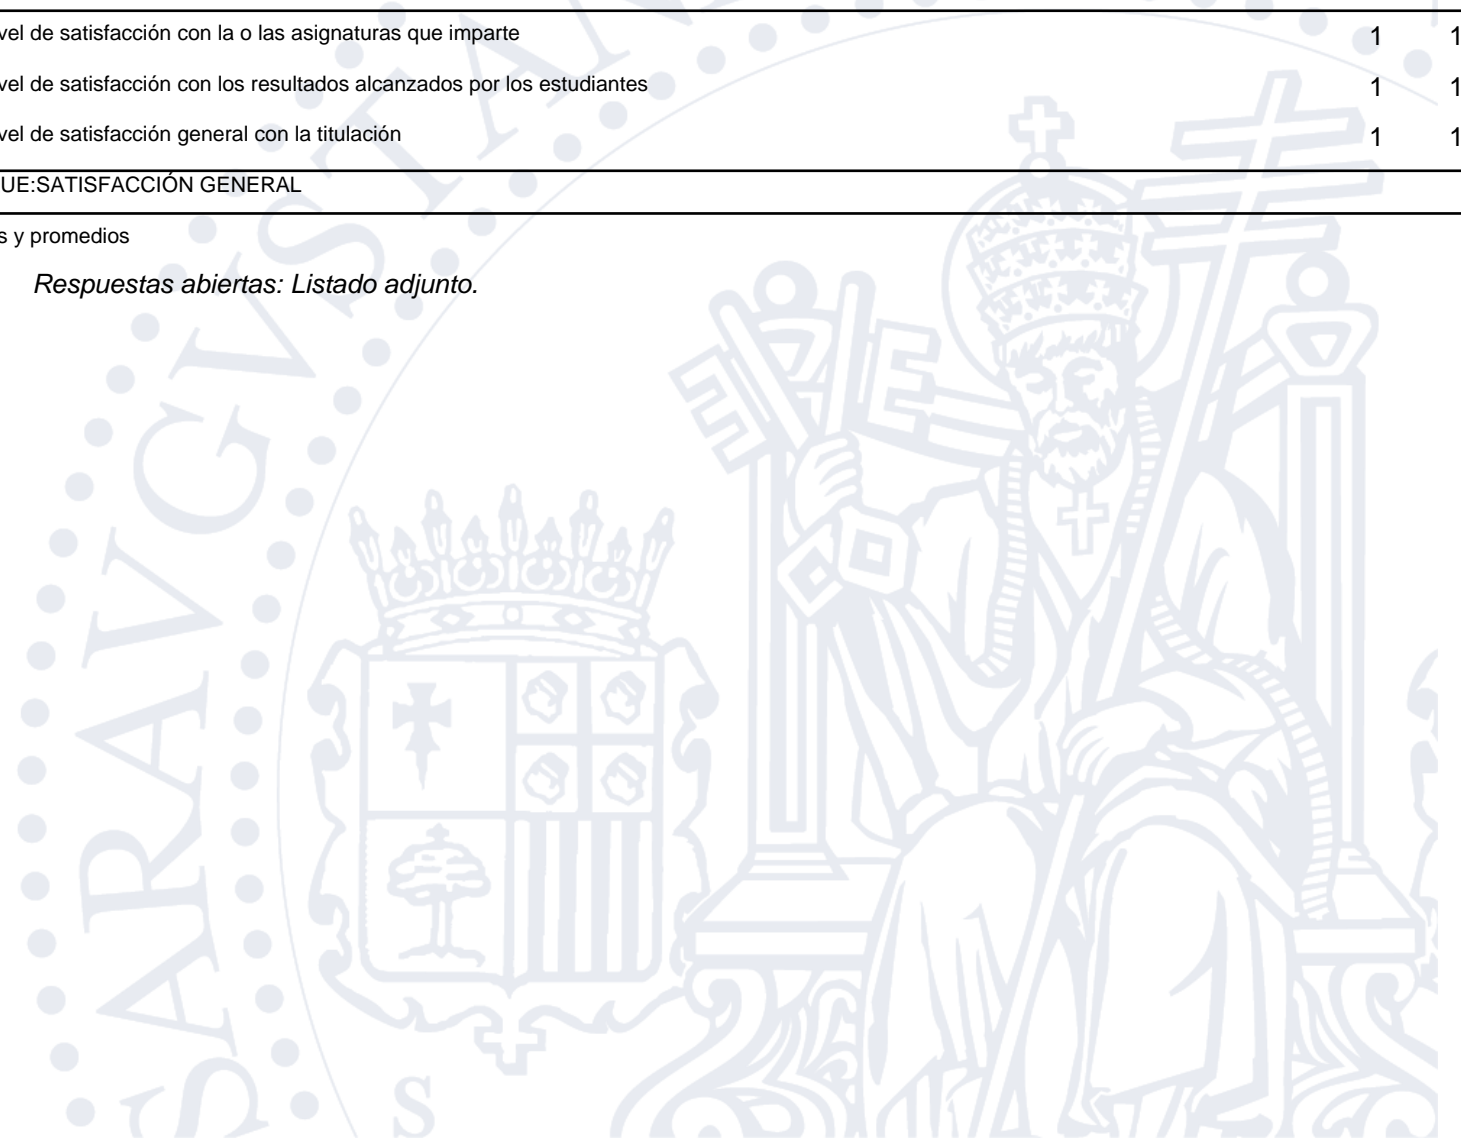 vel de satisfacción con la o las asignaturas que imparte 1 1
vel de satisfacción con los resultados alcanzados por los estudiantes 1 1
vel de satisfacción general con la titulación 1 1
UE:SATISFACCIÓN GENERAL
s y promedios
Respuestas abiertas: Listado adjunto.
SARAVGVSTAN
S